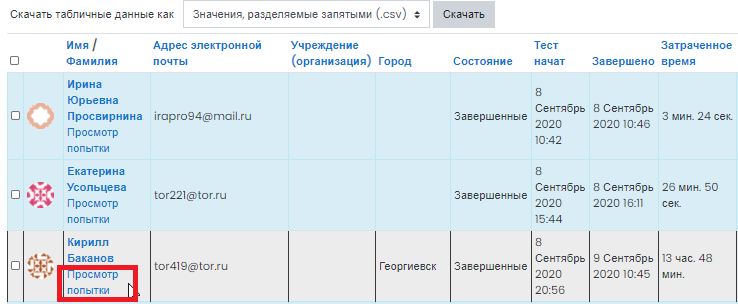 Скачать табличные данные как Значения, разделяемые запятыми (.csv) Скачать
Имя /
Фамилия
Адрес электронной
почты
Учреждение
(организация)
Город
Состояние
Тест
начат
Завершено
Затраченное
время
Ирина
Юрьевна
Просвирнина
Просмотр
попытки
irapro94@mail.ru
Завершенные
8
Сентябрь
2020
10:42
8 Сентябрь
2020 10:46
3 мин. 24 сек.
Екатерина
Усольцева
Просмотр
попытки
tor221@tor.ru
Завершенные
8
Сентябрь
2020
15:44
8 Сентябрь
2020 16:11
26 мин. 50
сек.
Кирилл
Баканов
Просмотр
попытки
tor419@tor.ru
Георгиевск
Завершенные
8
Сентябрь
2020
20:56
9 Сентябрь
2020 10:45
13 час. 48
мин.